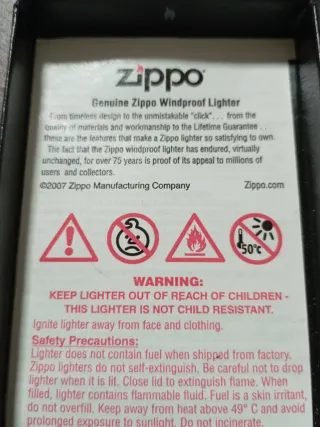 zippo
Genuine Zippo Windproof Lighter
From timeless design to the unmistakable "click". . . from the
quality of materials and workmanship to the Lifetime Guarantee . .
these are the features that make a Zippo lighter so satisfying to own.
The fact that the Zippo windproof lighter has endured, virtually
unchanged, for over 75 years is proof of its appeal to millions of
users and collectors.
©2007 Zippo Manufacturing Company Zippo.com
50°C
WARNING:
KEEP LIGHTER OUT OF REACH OF CHILDREN -
THIS LIGHTER IS NOT CHILD RESISTANT.
Ignite lighter away from face and clothing.
Safety Precautions:
Lighter does not contain fuel when shipped from factory.
Zippo lighters do not self-extinguish. Be careful not to drop
lighter when it is lit. Close lid to extinguish flame. When
filled, lighter contains flammable fluid. Fuel is a skin irritant,
do not overfill. Keep away from heat above 49° C and avoid
prolonged exposure to sunlight. Do not incinerate.